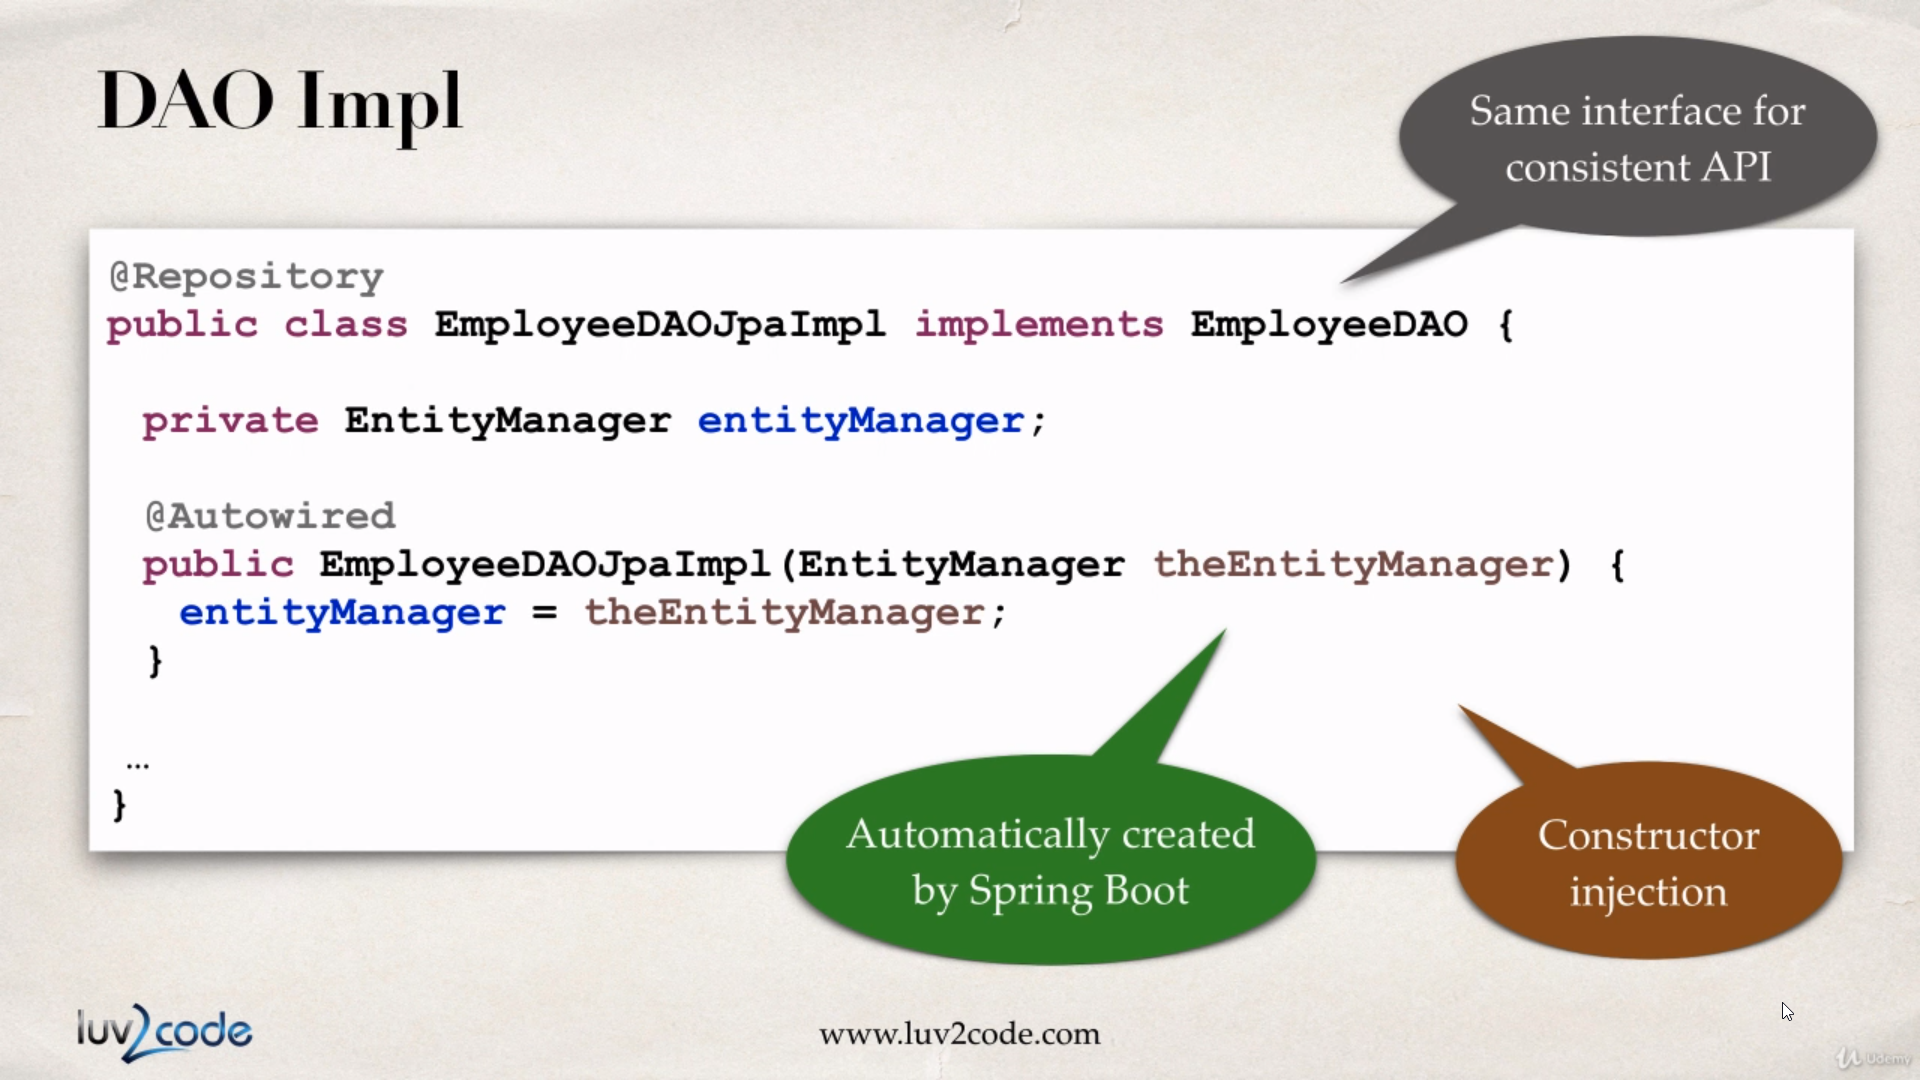 DAO Impl
Same interface for
consistent API
@Repository
public class EmployeeDAOJpaImpl implements EmployeeDAO {
private EntityManager entityManager;
@Autowired
public EmployeeDAOJpaImpl(EntityManager theEntityManager) {
entityManager = theEntityManager;
}
...
}
Automatically created
by Spring Boot
Constructor
injection
luv2code
www.luv2code.com
Udemy